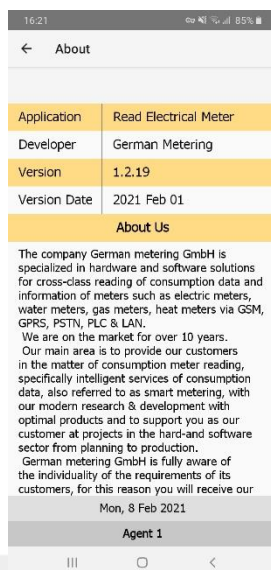 16:21 85%
About
Application Read Electrical Meter
Developer German Metering
Version 1.2.19
Version Date 2021 Feb 01
About Us
The company German metering GmbH is
specialized in hardware and software solutions
for cross-class reading of consumption data and
information of meters such as electric meters,
water meters, gas meters, heat meters via GSM,
GPRS, PSTN, PLC & LAN.
We are on the market for over 10 years.
Our main area is to provide our customers
in the matter of consumption meter reading,
specifically intelligent services of consumption
data, also referred to as smart metering, with
our modern research & development with
optimal products and to support you as our
customer at projects in the hard-and software
sector from planning to production.
German metering GmbH is fully aware of
the individuality of the requirements of its
customers, for this reason you will receive our
Mon, 8 Feb 2021
Agent 1